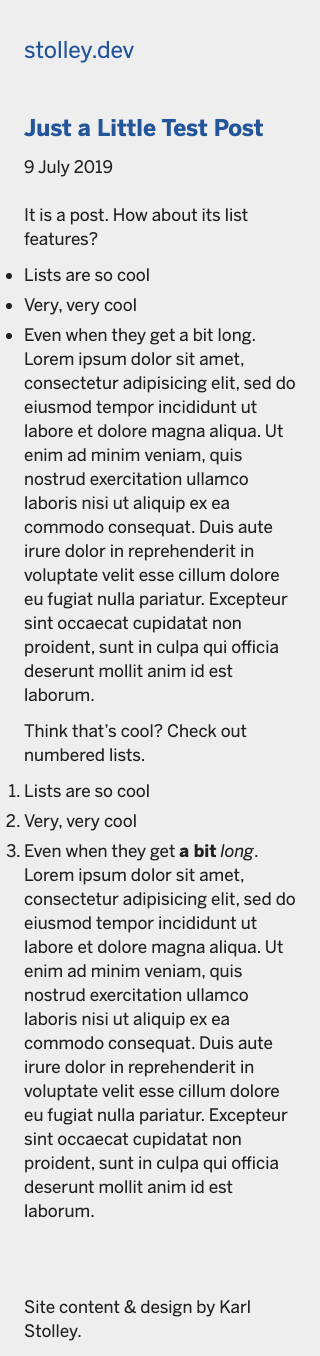 stolley.dev
Just a Little Test Post
9 July 2019
It is a post. How about its list
features?
• Lists are so cool
• Very, very cool
• Even when they get a bit long.
Lorem ipsum dolor sit amet,
consectetur adipisicing elit, sed do
eiusmod tempor incididunt ut
labore et dolore magna aliqua. Ut
enim ad minim veniam, quis
nostrud exercitation ullamco
laboris nisi ut aliquip ex ea
commodo consequat. Duis aute
irure dolor in reprehenderit in
voluptate velit esse cillum dolore
eu fugiat nulla pariatur. Excepteur
sint occaecat cupidatat non
proident, sunt in culpa qui officia
deserunt mollit anim id est
laborum.
Think that’s cool? Check out
numbered lists.
1. Lists are so cool
2. Very, very cool
3. Even when they get a bit long.
Lorem ipsum dolor sit amet,
consectetur adipisicing elit, sed do
eiusmod tempor incididunt ut
labore et dolore magna aliqua. Ut
enim ad minim veniam, quis
nostrud exercitation ullamco
laboris nisi ut aliquip ex ea
commodo consequat. Duis aute
irure dolor in reprehenderit in
voluptate velit esse cillum dolore
eu fugiat nulla pariatur. Excepteur
sint occaecat cupidatat non
proident, sunt in culpa qui officia
deserunt mollit anim id est
laborum.
Site content & design by Karl
Stolley.